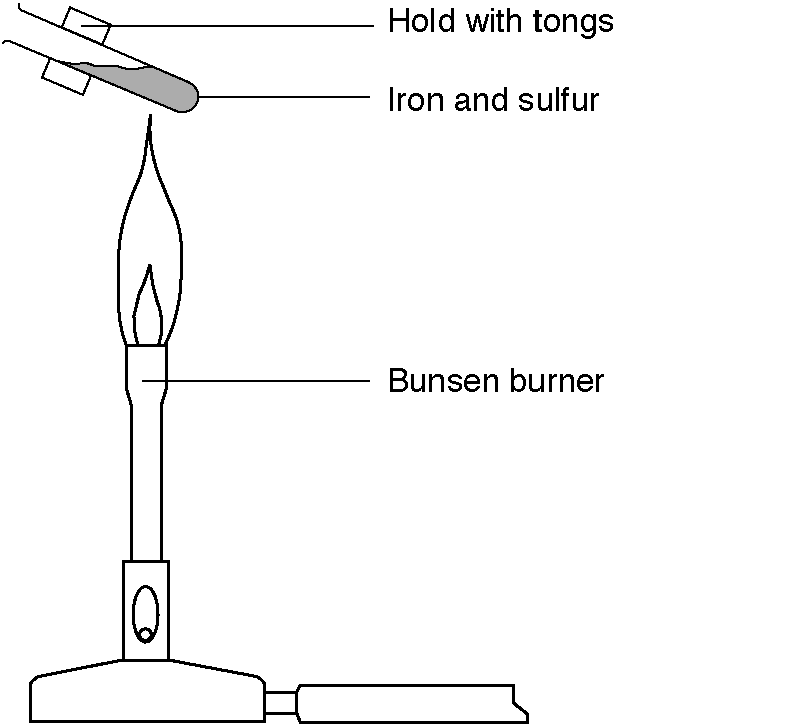 Hold with tongs
Iron and sulfur
Bunsen burner